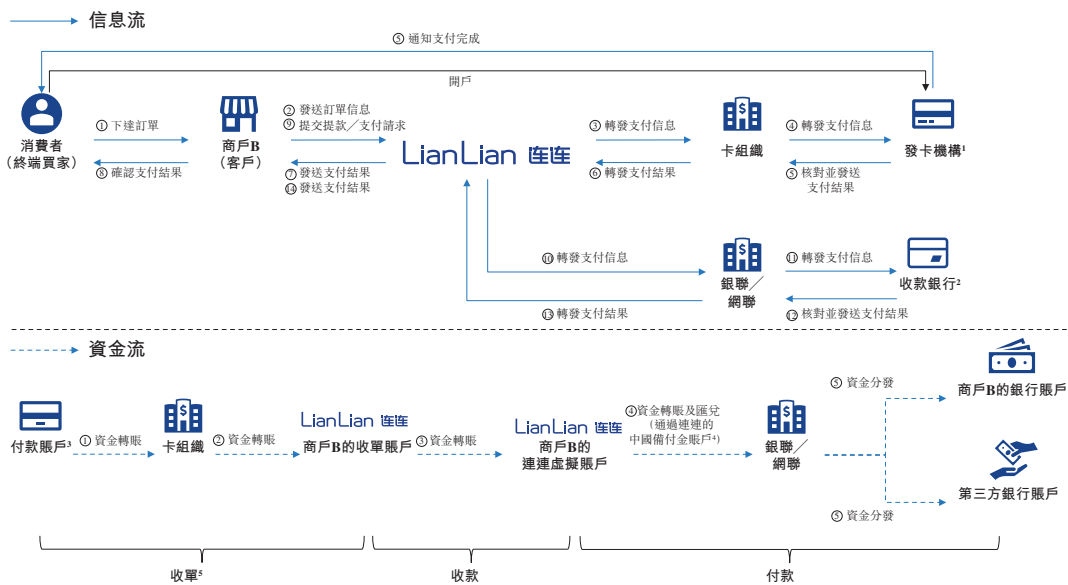 信息流
⑤ 通知支付完成
開戶
① 下達訂單
② 發送訂單信息
⑨ 提交提款／支付請求
③ 轉發支付信息
④ 轉發支付信息
消費者
（終端買家）
商戶B
（客戶）
LianLian 连连
卡組織
發卡機構¹
⑧ 確認支付結果
⑦ 發送支付結果
⑭ 發送支付結果
⑥ 轉發支付結果
⑤ 核對並發送
支付結果
⑩ 轉發支付信息
⑪ 轉發支付信息
銀聯／
網聯
收款銀行²
⑬ 轉發支付結果
⑫ 核對並發送支付結果
資金流
付款賬戶³
① 資金轉賬
卡組織
② 資金轉賬
LianLian 连连
商戶B的收單賬戶
③ 資金轉賬
LianLian 连连
商戶B的
連連虛擬賬戶
④資金轉賬及匯兌
（通過連連的
中國備付金賬戶⁴）
銀聯／
網聯
⑤ 資金分發
商戶B的銀行賬戶
⑤ 資金分發
第三方銀行賬戶
收單⁵
收款
付款